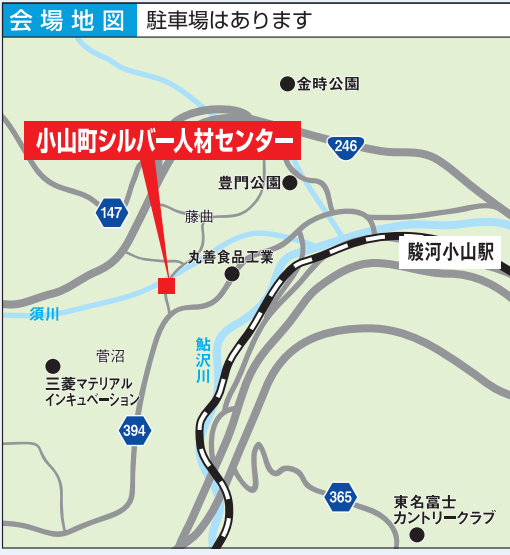 会場地図 駐車場はあります
金時公園
小山町シルバー人材センター
246
豊門公園
147
藤曲
丸善食品工業
駿河小山駅
須川
鮎沢川
菅沼
三菱マテリアル
インキュベーション
394
365
東名富士
カントリークラブ